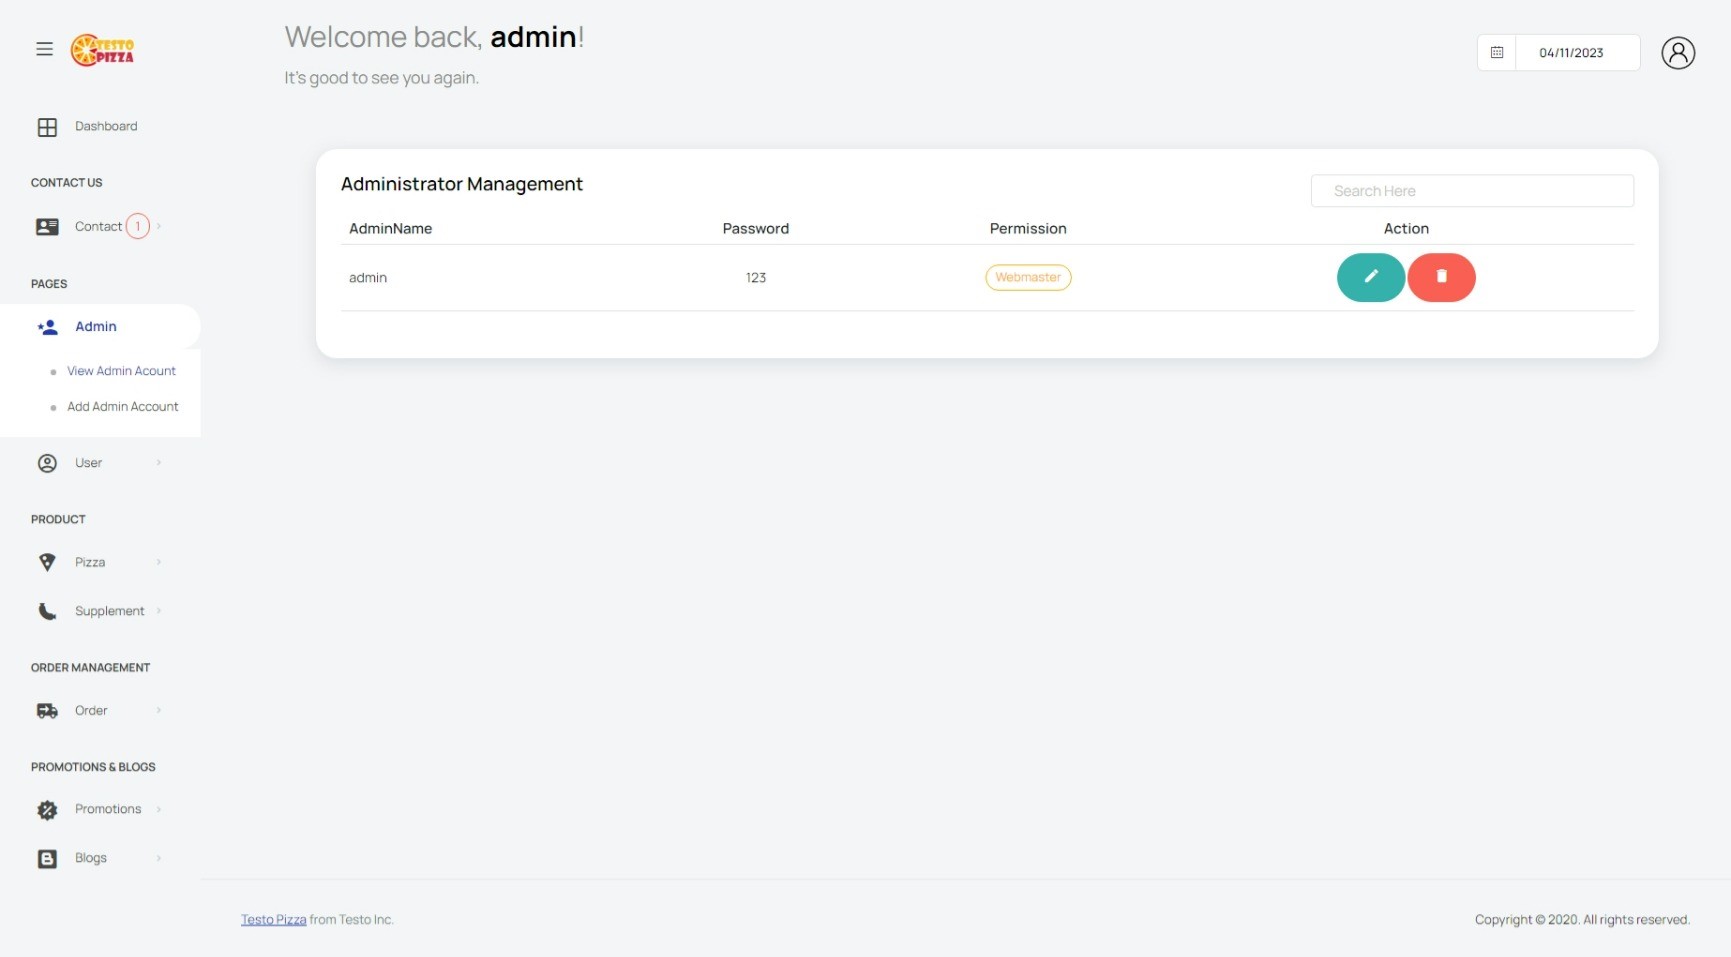 TESTO
PIZZA
Welcome back, admin!
It's good to see you again.
04/11/2023
Dashboard
CONTACT US
Contact 1
PAGES
Admin
View Admin Acount
Add Admin Account
User
PRODUCT
Pizza
Supplement
ORDER MANAGEMENT
Order
PROMOTIONS & BLOGS
Promotions
Blogs
Administrator Management
Search Here
AdminName Password Permission Action
admin 123 Webmaster
Testo Pizza from Testo Inc.
Copyright © 2020. All rights reserved.